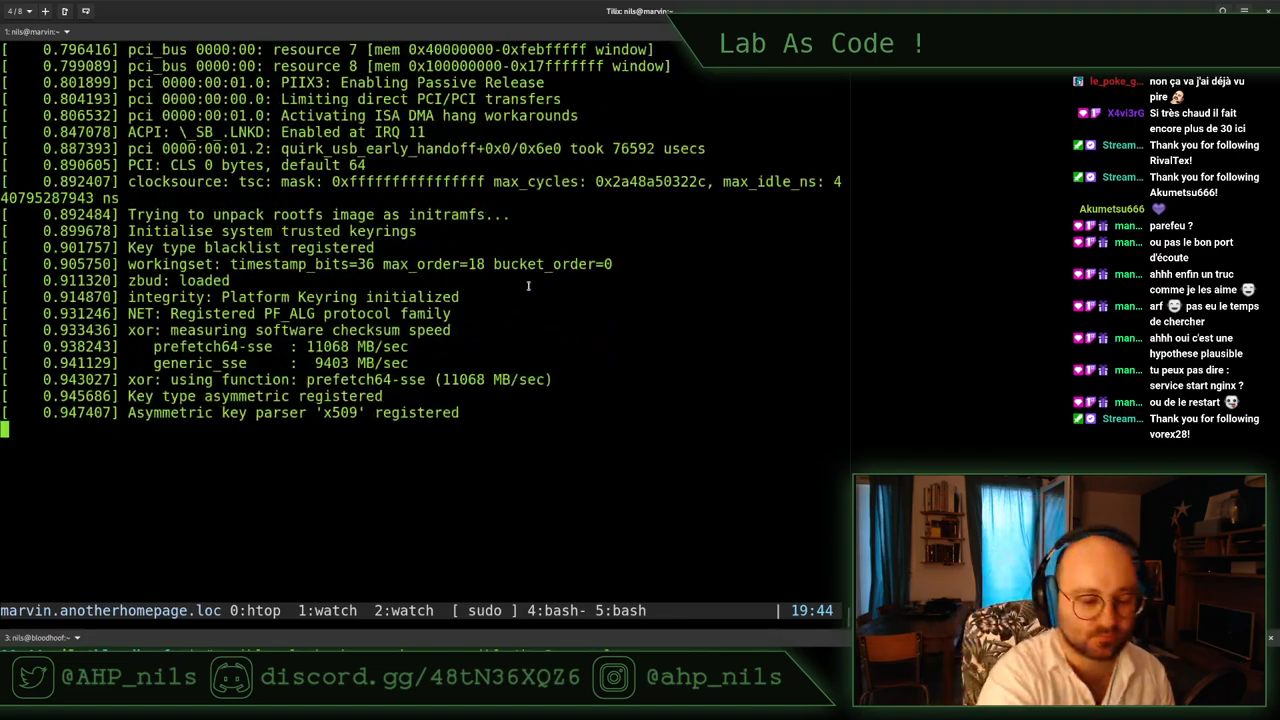 4/8
Tilix: nils@marvin:~
1: nils@marvin:~
[    0.796416] pci_bus 0000:00: resource 7 [mem 0x40000000-0xfebfffff window]
[    0.799089] pci_bus 0000:00: resource 8 [mem 0x100000000-0x17fffffff window]
[    0.801899] pci 0000:00:01.0: PIIX3: Enabling Passive Release
[    0.804193] pci 0000:00:00.0: Limiting direct PCI/PCI transfers
[    0.806532] pci 0000:00:01.0: Activating ISA DMA hang workarounds
[    0.847078] ACPI: \_SB_.LNKD: Enabled at IRQ 11
[    0.887393] pci 0000:00:01.2: quirk_usb_early_handoff+0x0/0x6e0 took 76592 usecs
[    0.890605] PCI: CLS 0 bytes, default 64
[    0.892407] clocksource: tsc: mask: 0xffffffffffffffff max_cycles: 0x2a48a50322c, max_idle_ns: 4
40795287943 ns
[    0.892484] Trying to unpack rootfs image as initramfs...
[    0.899678] Initialise system trusted keyrings
[    0.901757] Key type blacklist registered
[    0.905750] workingset: timestamp_bits=36 max_order=18 bucket_order=0
[    0.911320] zbud: loaded
[    0.914870] integrity: Platform Keyring initialized
[    0.931246] NET: Registered PF_ALG protocol family
[    0.933436] xor: measuring software checksum speed
[    0.938243]    prefetch64-sse  : 11068 MB/sec
[    0.941129]    generic_sse     :  9403 MB/sec
[    0.943027] xor: using function: prefetch64-sse (11068 MB/sec)
[    0.945686] Key type asymmetric registered
[    0.947407] Asymmetric key parser 'x509' registered
marvin.anotherhomepage.loc 0:htop  1:watch  2:watch  [ sudo ] 4:bash- 5:bash | 19:44
3: nils@bloodhoof:~
Lab As Code !
le_poke_g... non ça va j'ai déjà vu
pire
X4vi3rG Si très chaud il fait
encore plus de 30 ici
Stream... Thank you for following
RivalTex!
Stream... Thank you for following
Akumetsu666!
Akumetsu666
man... parefeu ?
man... ou pas le bon port
d'écoute
man... ahhh enfin un truc
comme je les aime
man... arf pas eu le temps
de chercher
man... ahhh oui c'est une
hypothese plausible
man... tu peux pas dire :
service start nginx ?
man... ou de le restart
Stream... Thank you for following
vorex28!
@AHP_nils
discord.gg/48tN36XQZ6
@ahp_nils